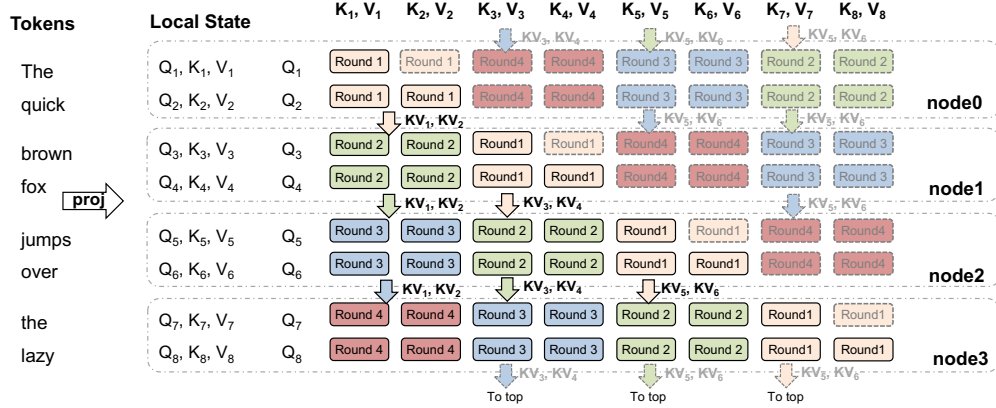 Tokens Local State K1, V1 K2, V2 K3, V3 K4, V4 K5, V5 K6, V6 K7, V7 K8, V8
KV3, KV4 KV5, KV6 KV5, KV6
The Q1, K1, V1 Q1 Round 1 Round 1 Round4 Round4 Round 3 Round 3 Round 2 Round 2
quick Q2, K2, V2 Q2 Round 1 Round 1 Round4 Round4 Round 3 Round 3 Round 2 Round 2 node0
KV1, KV2 KV5, KV6 KV5, KV6
brown Q3, K3, V3 Q3 Round 2 Round 2 Round1 Round1 Round4 Round4 Round 3 Round 3
fox Q4, K4, V4 Q4 Round 2 Round 2 Round1 Round1 Round4 Round4 Round 3 Round 3 node1
proj
KV1, KV2 KV3, KV4 KV5, KV6
jumps Q5, K5, V5 Q5 Round 3 Round 3 Round 2 Round 2 Round1 Round1 Round4 Round4
over Q6, K6, V6 Q6 Round 3 Round 3 Round 2 Round 2 Round1 Round1 Round4 Round4 node2
KV1, KV2 KV3, KV4 KV5, KV6
the Q7, K7, V7 Q7 Round 4 Round 4 Round 3 Round 3 Round 2 Round 2 Round1 Round1
lazy Q8, K8, V8 Q8 Round 4 Round 4 Round 3 Round 3 Round 2 Round 2 Round1 Round1 node3
KV3, KV4 KV5, KV6 KV5, KV6
To top To top To top